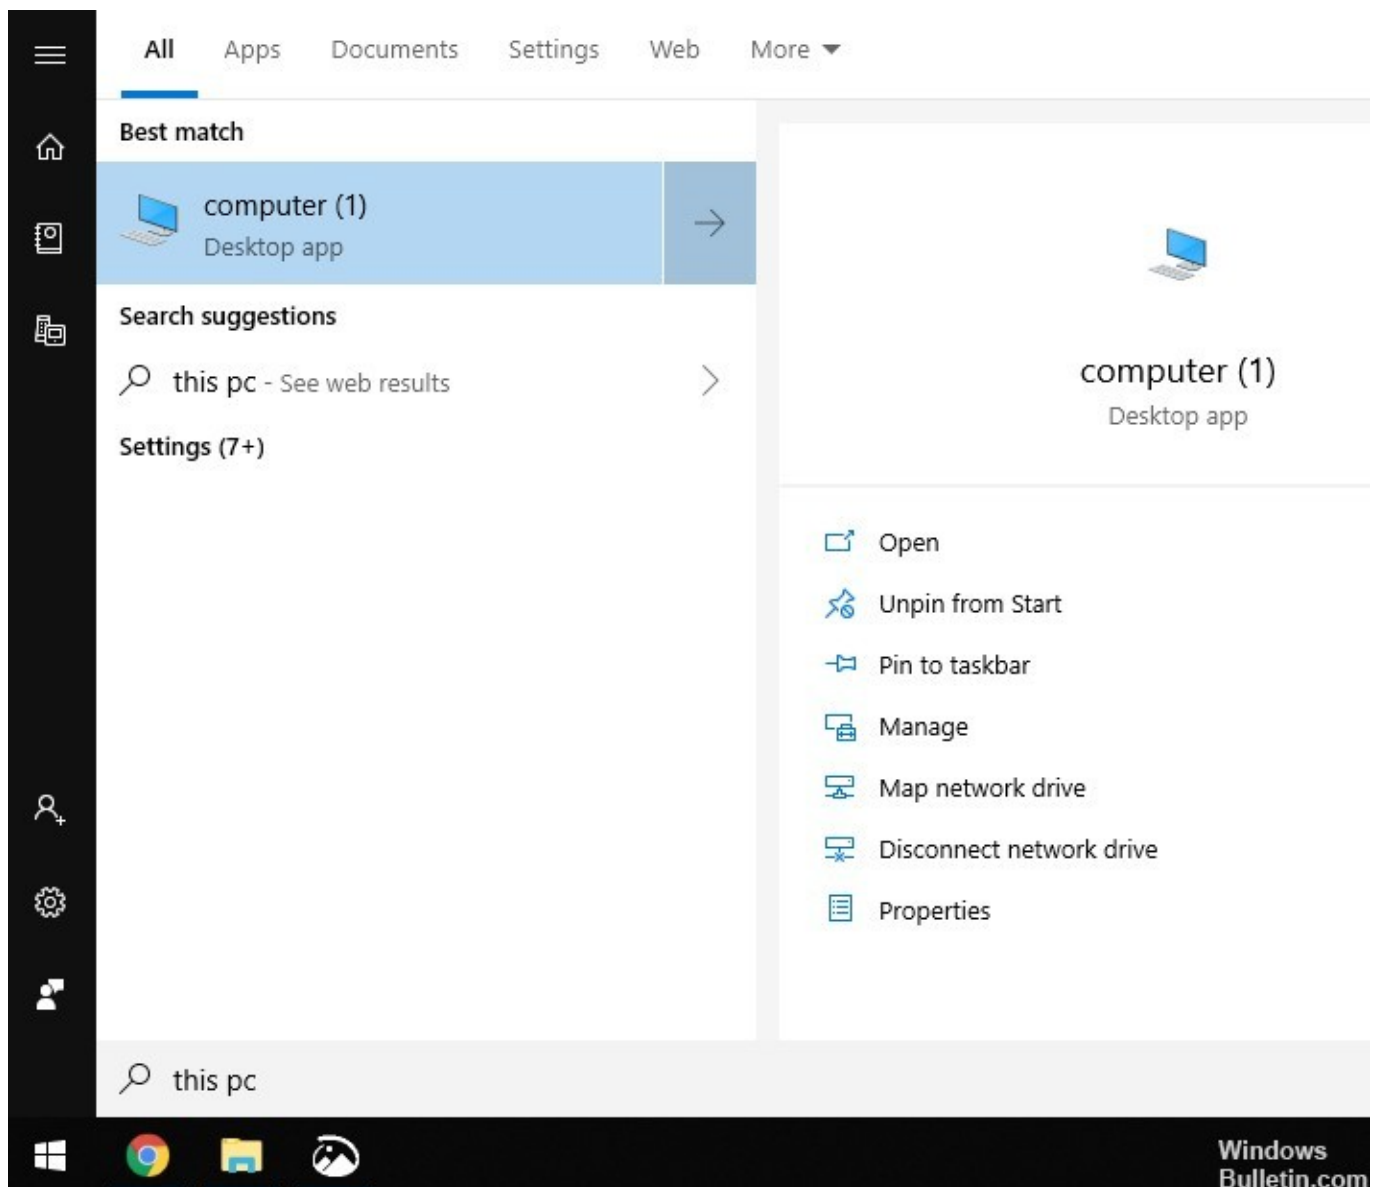 All Apps Documents Settings Web More
Best match
computer (1)
Desktop app
Search suggestions
this pc - See web results
Settings (7+)
computer (1)
Desktop app
Open
Unpin from Start
Pin to taskbar
Manage
Map network drive
Disconnect network drive
Properties
this pc
Windows
Bulletin.com